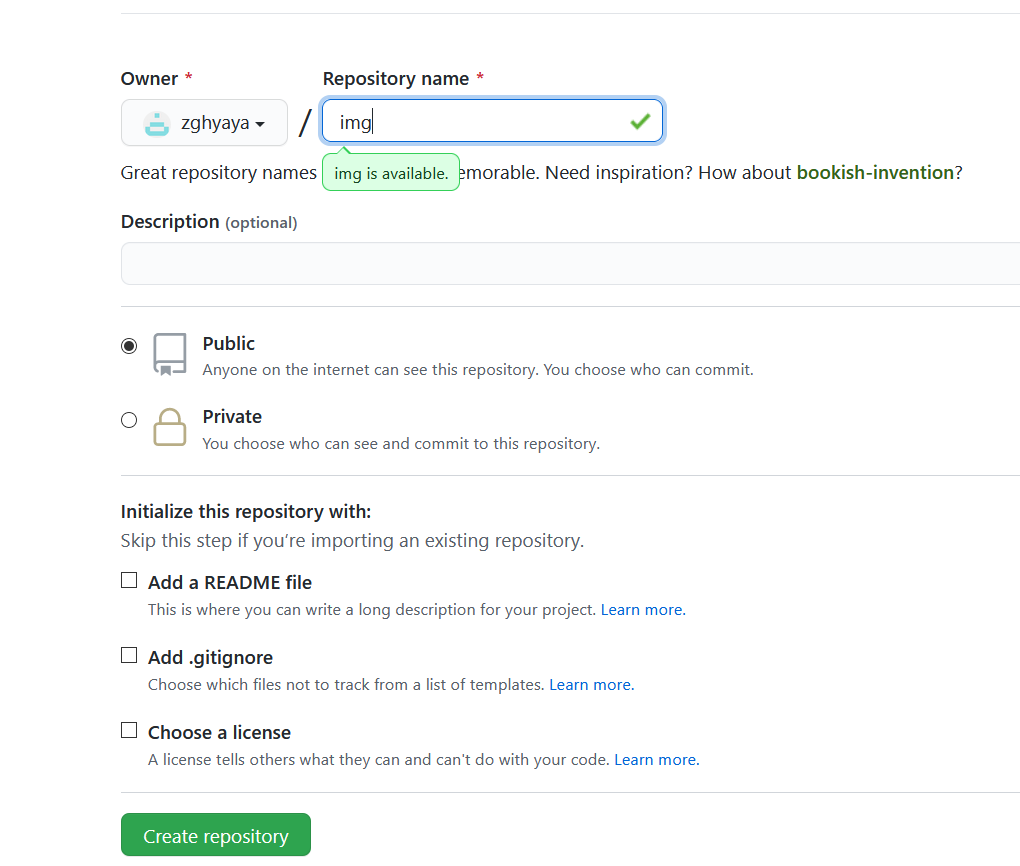 Owner * Repository name *
zghyaya / img
Great repository names img is available. emorable. Need inspiration? How about bookish-invention?
Description (optional)
Public
Anyone on the internet can see this repository. You choose who can commit.
Private
You choose who can see and commit to this repository.
Initialize this repository with:
Skip this step if you’re importing an existing repository.
Add a README file
This is where you can write a long description for your project. Learn more.
Add .gitignore
Choose which files not to track from a list of templates. Learn more.
Choose a license
A license tells others what they can and can't do with your code. Learn more.
Create repository